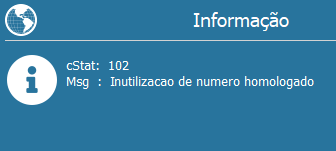 Informação
cStat: 102
Msg : Inutilizacao de numero homologado